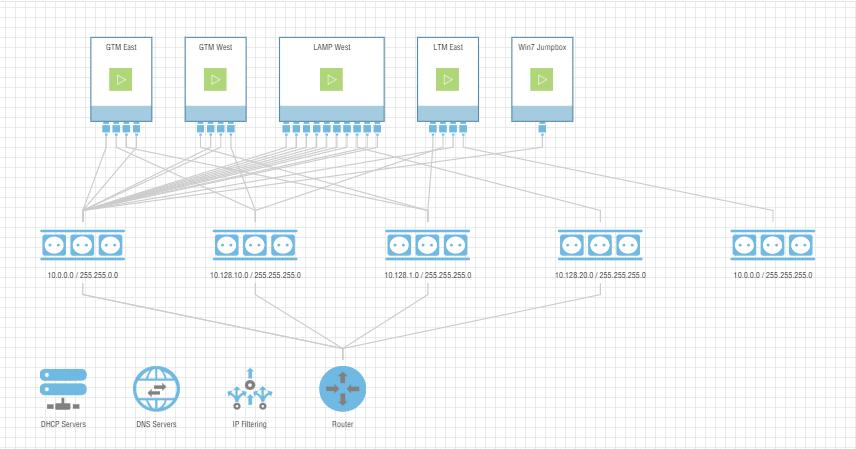 GTM East
GTM West
LAMP West
LTM East
Win7 Jumpbox
10.0.0.0 / 255.255.0.0
10.128.10.0 / 255.255.255.0
10.128.1.0 / 255.255.255.0
10.128.20.0 / 255.255.255.0
10.0.0.0 / 255.255.255.0
DHCP Servers
DNS Servers
IP Filtering
Router